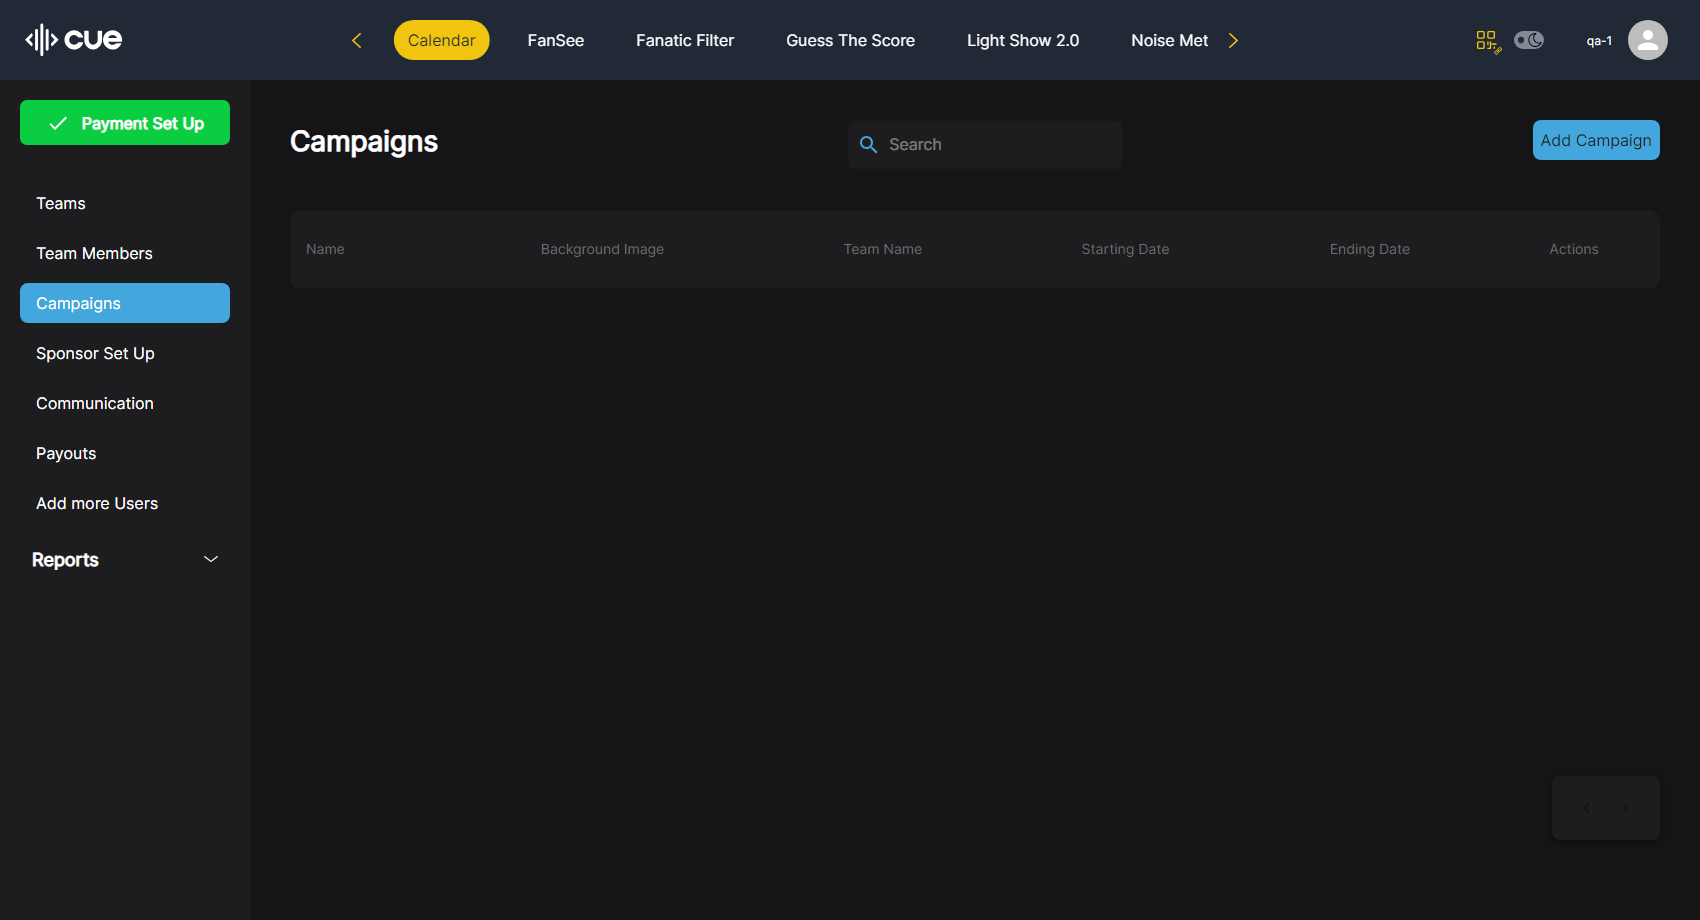 cue
Calendar
FanSee
Fanatic Filter
Guess The Score
Light Show 2.0
Noise Met
qa-1
Payment Set Up
Teams
Team Members
Campaigns
Sponsor Set Up
Communication
Payouts
Add more Users
Reports
Campaigns
Search
Add Campaign
Name
Background Image
Team Name
Starting Date
Ending Date
Actions